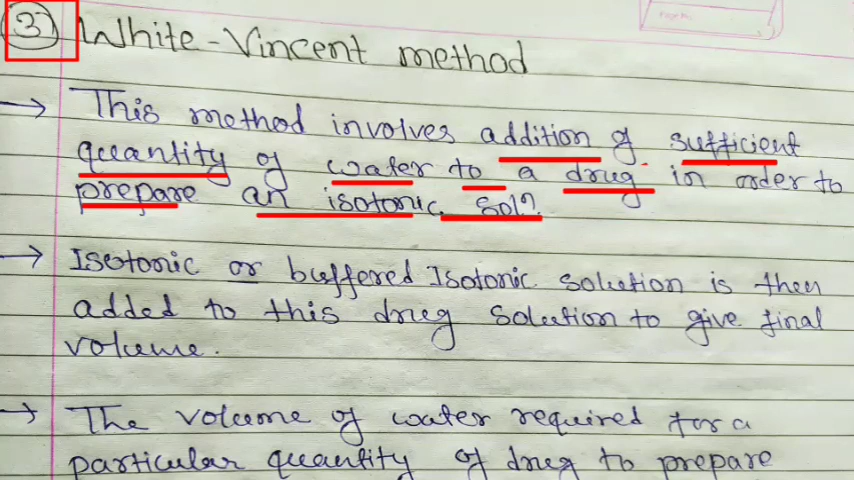 3 White-Vincent method
→ This method involves addition of sufficient
quantity of water to a drug in order to
prepare an isotonic soln.
→ Isotonic or buffered Isotonic solution is then
added to this drug solution to give final
volume.
→ The volume of water required for a
particular quantity of drug to prepare